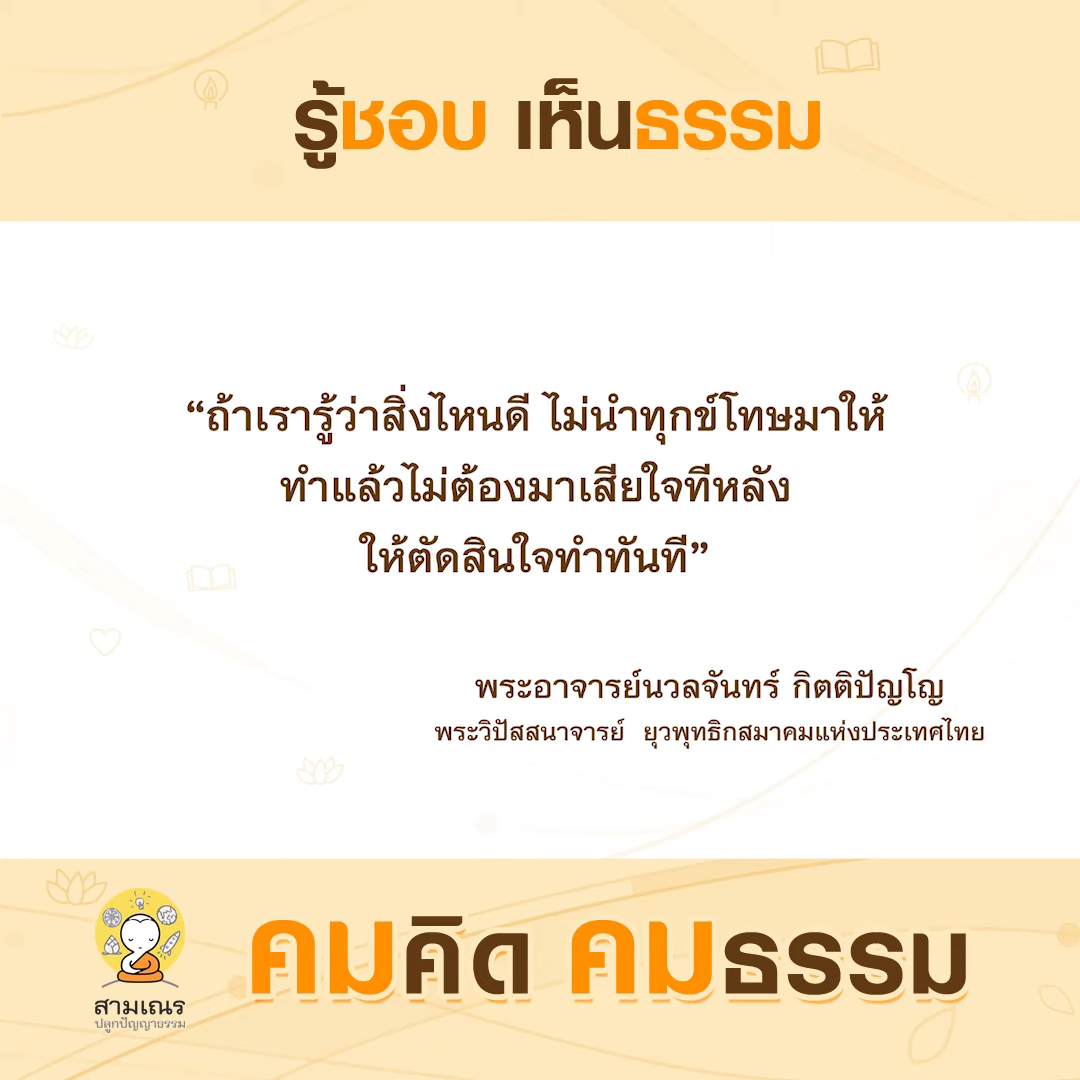 รู้ชอบ เห็นธรรม
“ถ้าเรารู้ว่าสิ่งไหนดี ไม่นำทุกข์โทษมาให้
ทำแล้วไม่ต้องมาเสียใจทีหลัง
ให้ตัดสินใจทำทันที”
พระอาจารย์นวลจันทร์ กิตติปัญโญ
พระวิปัสสนาจารย์ ยุวพุทธิกสมาคมแห่งประเทศไทย
สามเณร
ปลูกปัญญาธรรม
คมคิด คมธรรม